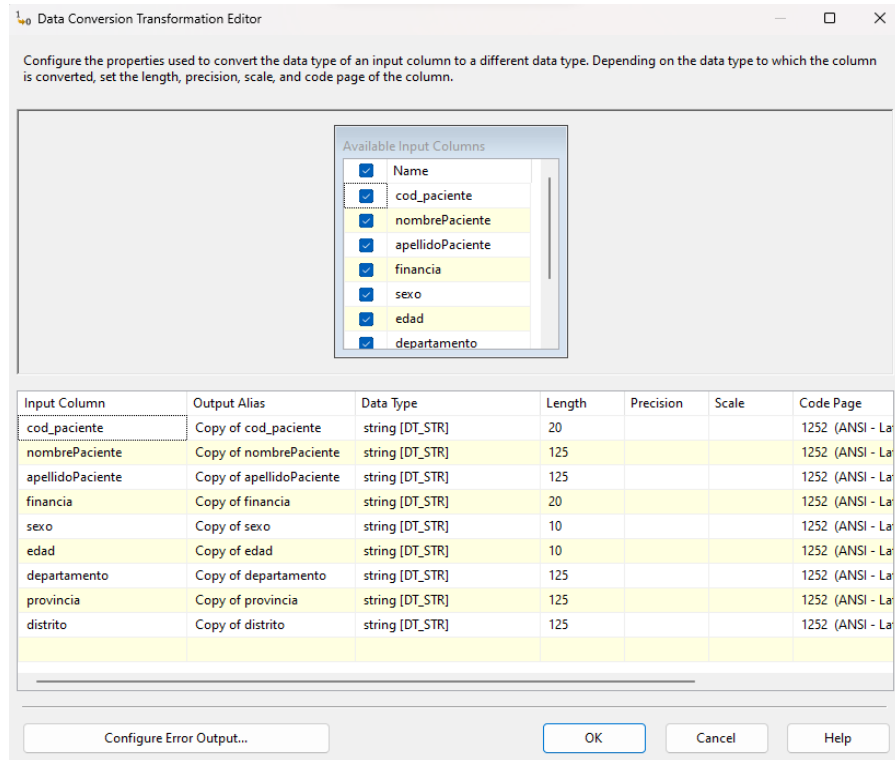 Data Conversion Transformation Editor
Configure the properties used to convert the data type of an input column to a different data type. Depending on the data type to which the column
is converted, set the length, precision, scale, and code page of the column.
Available Input Columns
Name
cod_paciente
nombrePaciente
apellidoPaciente
financia
sexo
edad
departamento
Input Column Output Alias Data Type Length Precision Scale Code Page
cod_paciente Copy of cod_paciente string [DT_STR] 20 1252 (ANSI - La
nombrePaciente Copy of nombrePaciente string [DT_STR] 125 1252 (ANSI - La
apellidoPaciente Copy of apellidoPaciente string [DT_STR] 125 1252 (ANSI - La
financia Copy of financia string [DT_STR] 20 1252 (ANSI - La
sexo Copy of sexo string [DT_STR] 10 1252 (ANSI - La
edad Copy of edad string [DT_STR] 10 1252 (ANSI - La
departamento Copy of departamento string [DT_STR] 125 1252 (ANSI - La
provincia Copy of provincia string [DT_STR] 125 1252 (ANSI - La
distrito Copy of distrito string [DT_STR] 125 1252 (ANSI - La
Configure Error Output... OK Cancel Help